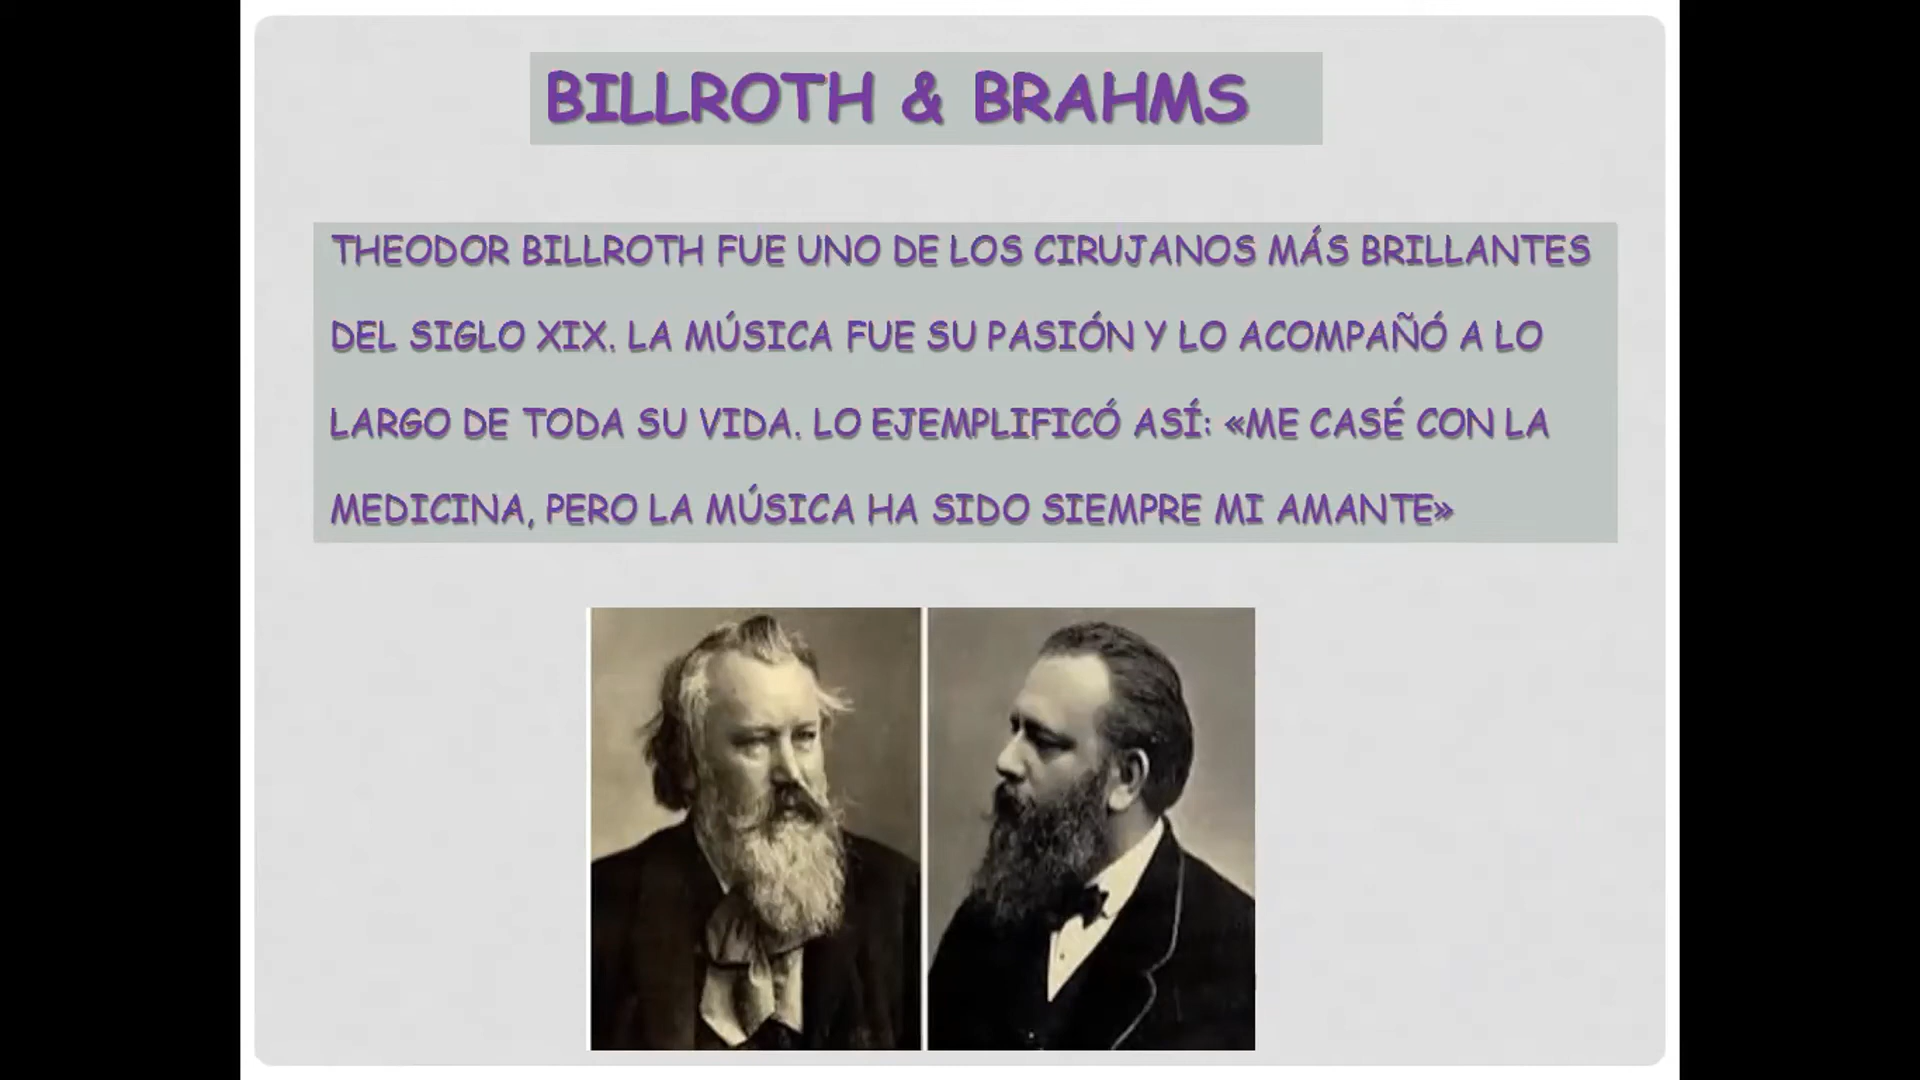 BILLROTH & BRAHMS
THEODOR BILLROTH FUE UNO DE LOS CIRUJANOS MÁS BRILLANTES
DEL SIGLO XIX. LA MÚSICA FUE SU PASIÓN Y LO ACOMPAÑÓ A LO
LARGO DE TODA SU VIDA. LO EJEMPLIFICÓ ASÍ: «ME CASÉ CON LA
MEDICINA, PERO LA MÚSICA HA SIDO SIEMPRE MI AMANTE»